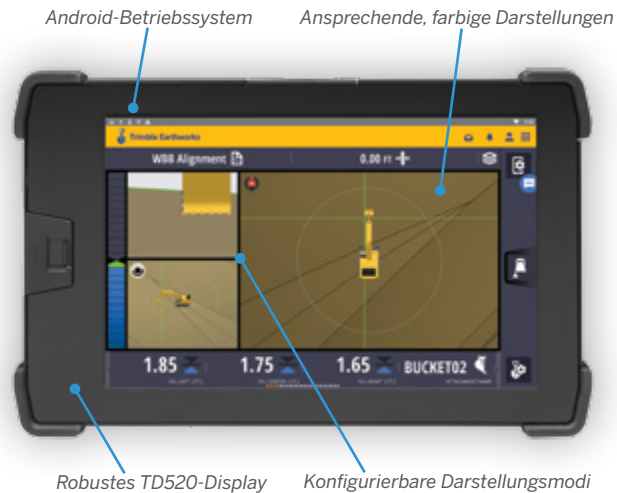 Android-Betriebssystem
Ansprechende, farbige Darstellungen
Trimble Earthworks
W88 Alignment
0.00 FT
1.85
1.75
1.65
BUCKET02
Robustes TD520-Display
Konfigurierbare Darstellungsmodi